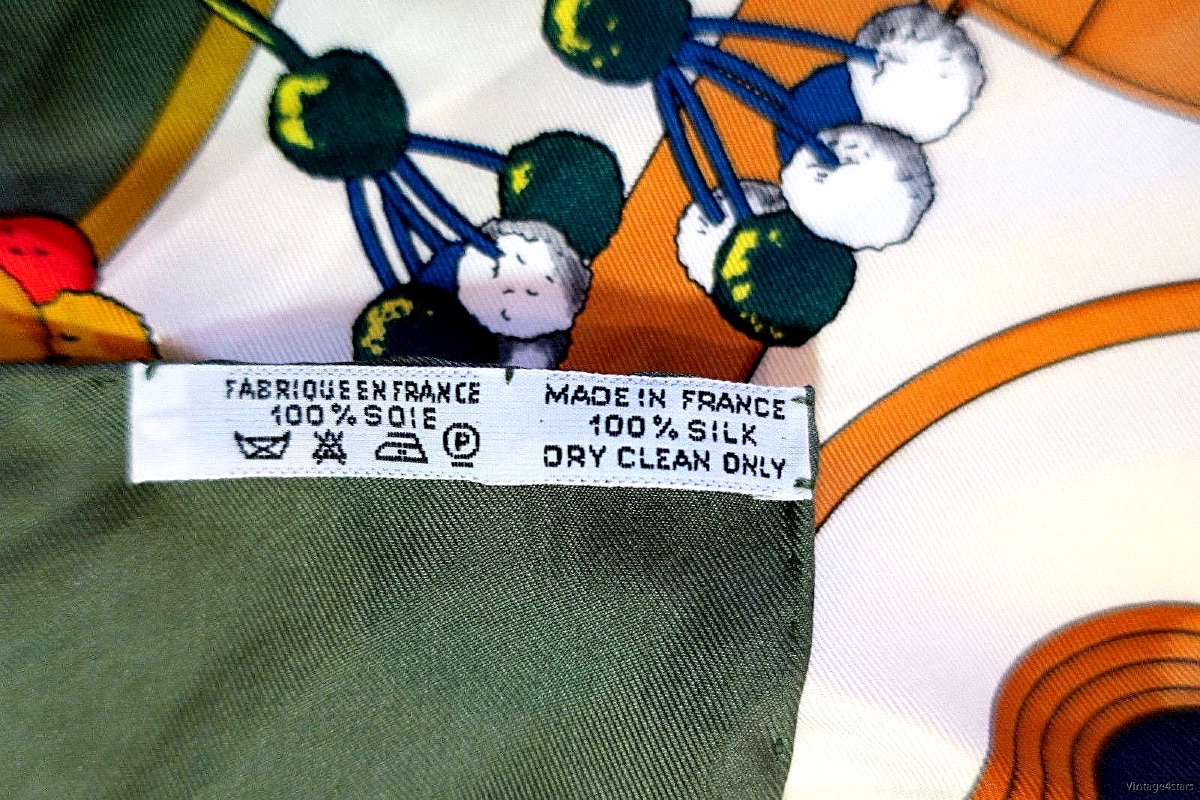 FABRIQUE EN FRANCE
100% SOIE
P
MADE IN FRANCE
100% SILK
DRY CLEAN ONLY
Vintage4stars